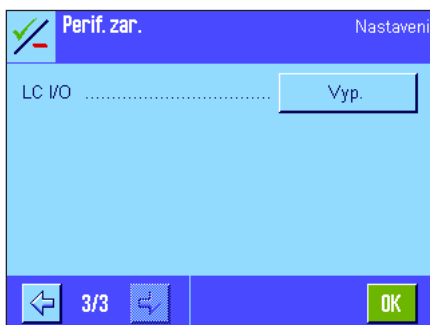 Perif. zar.
Nastaveni
LC I/O ................................. Vyp.
3/3
OK